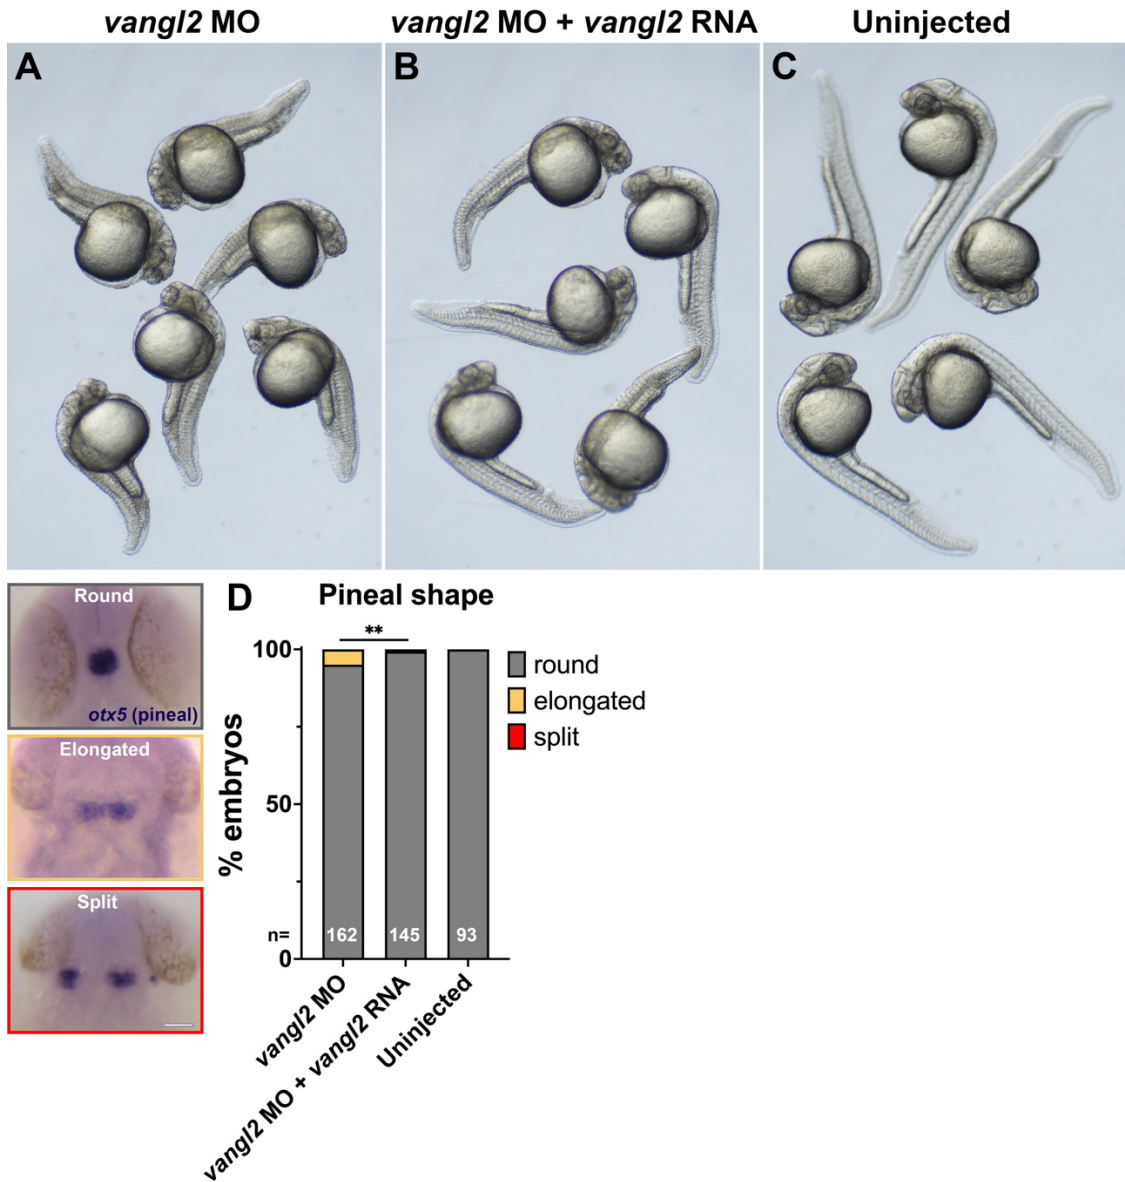 vangl2 MO
vangl2 MO + vangl2 RNA
Uninjected
A
B
C
Round
otx5 (pineal)
Elongated
Split
D
Pineal shape
**
100
50
0
% embryos
n=
162
145
93
round
elongated
split
vangl2 MO
vangl2 MO + vangl2 RNA
Uninjected